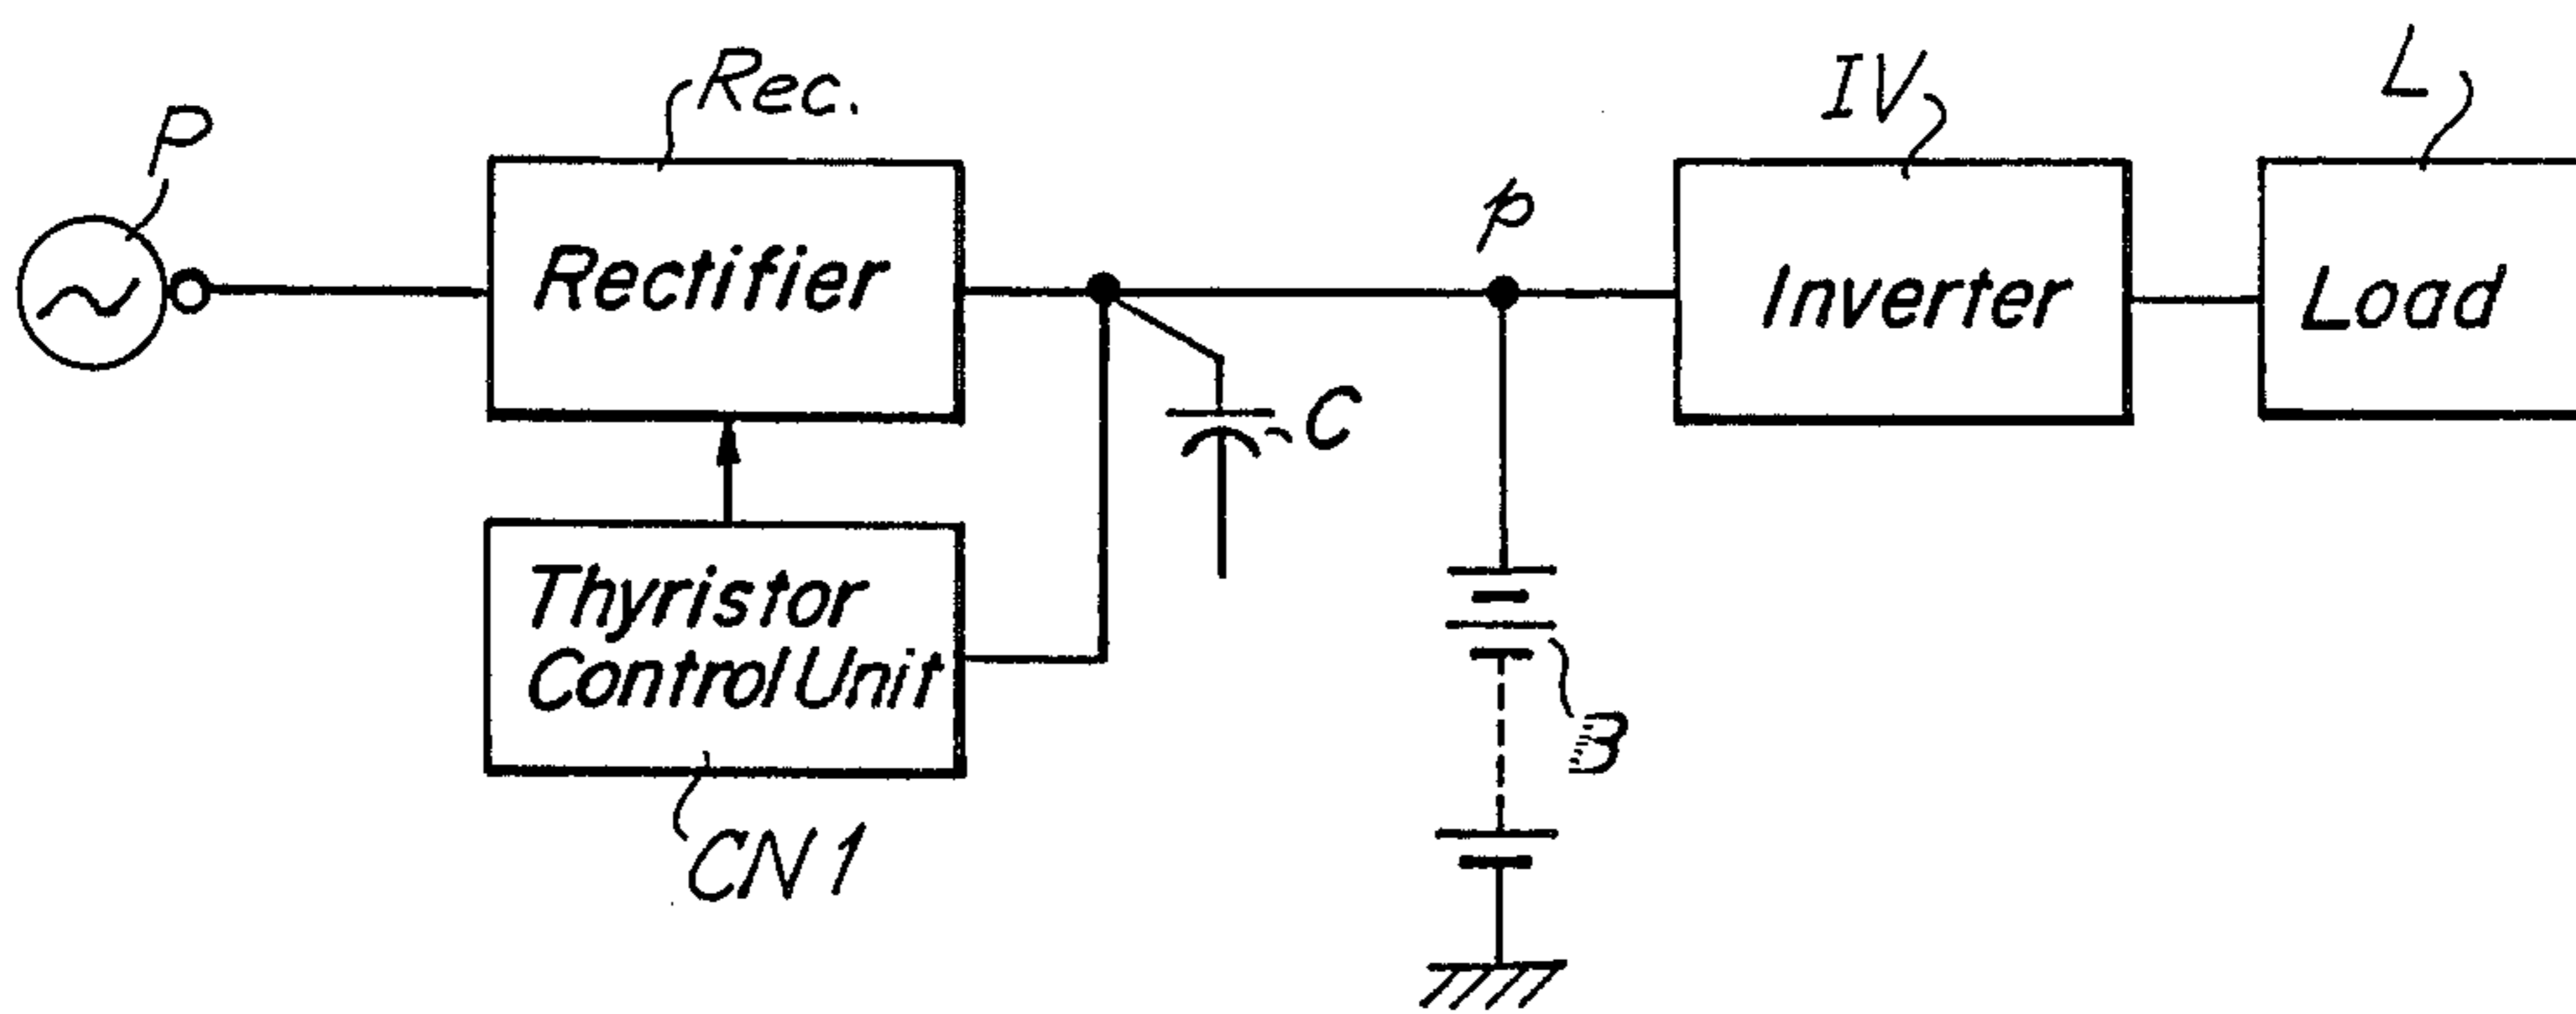 P
Rec.
IV
L
p
Rectifier
Inverter
Load
C
Thyristor
Control Unit
B
CN1